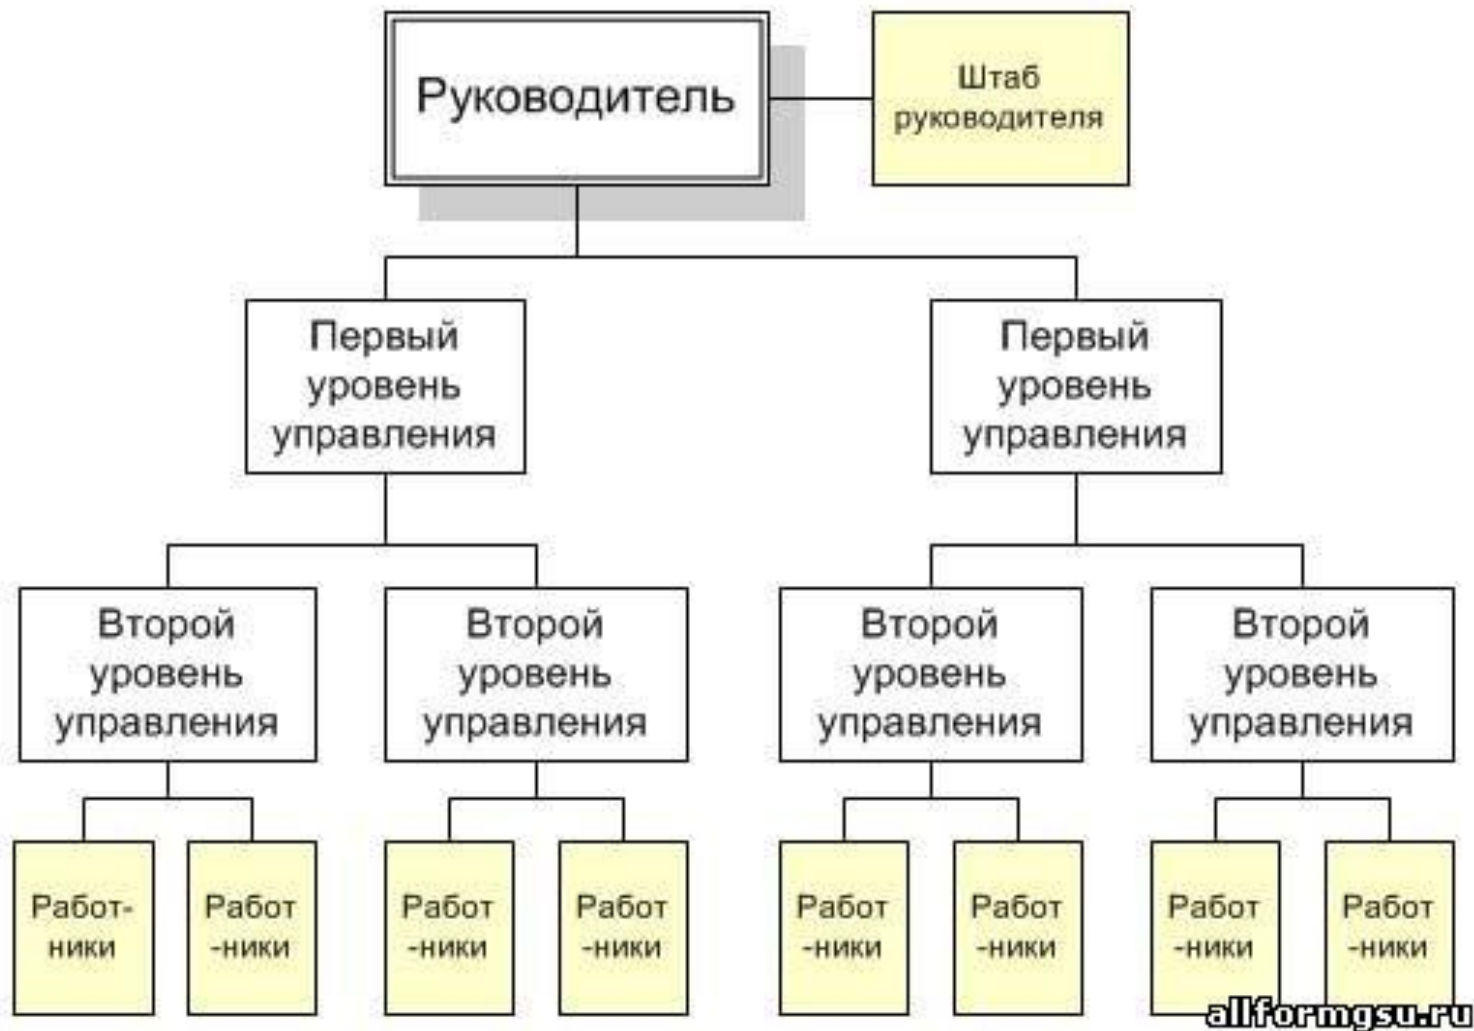 Руководитель
Штаб
руководителя
Первый
уровень
управления
Первый
уровень
управления
Второй
уровень
управления
Второй
уровень
управления
Второй
уровень
управления
Второй
уровень
управления
Работ-
ники
Работ
-ники
Работ
-ники
Работ
-ники
Работ
-ники
Работ
-ники
Работ
-ники
Работ
-ники
allformgsu.ru